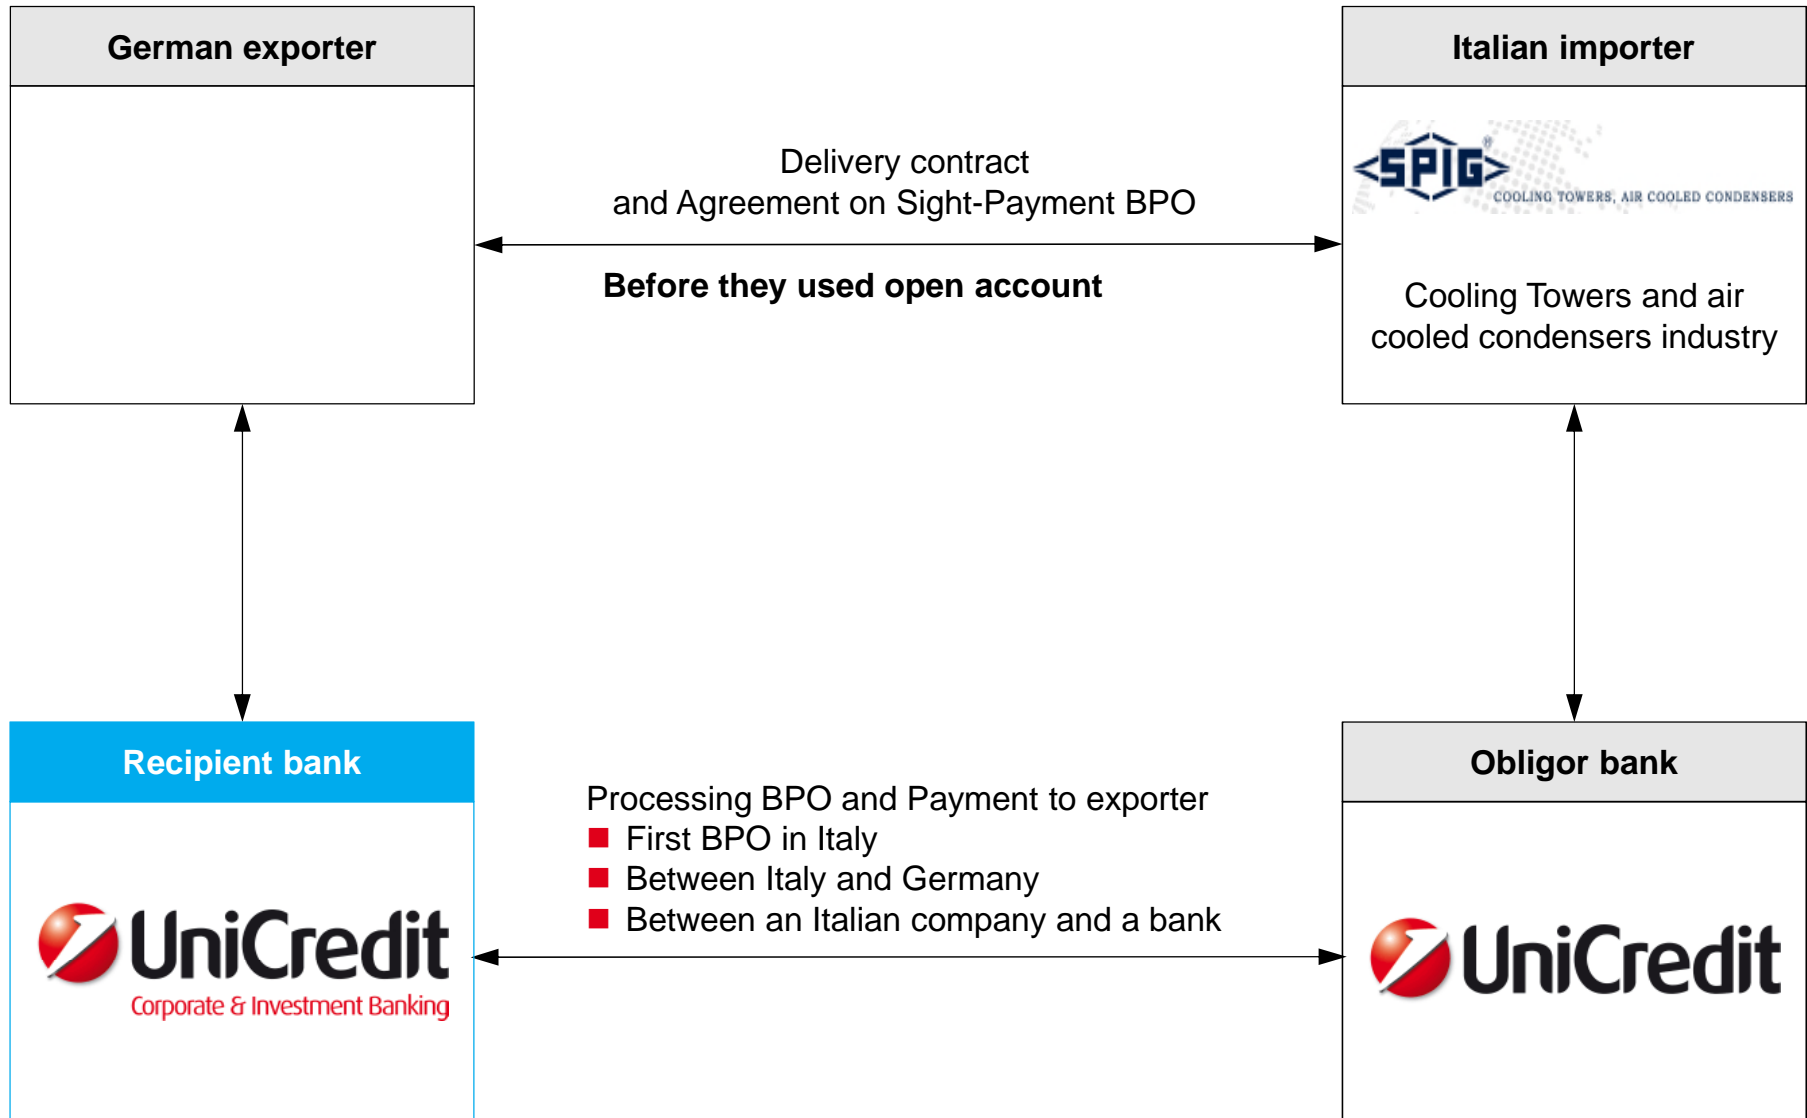 German exporter
Italian importer
Delivery contract
and Agreement on Sight-Payment BPO
Before they used open account
SPIG®
COOLING TOWERS, AIR COOLED CONDENSERS
Cooling Towers and air
cooled condensers industry
Recipient bank
Obligor bank
Processing BPO and Payment to exporter
First BPO in Italy
Between Italy and Germany
Between an Italian company and a bank
UniCredit
Corporate & Investment Banking
UniCredit